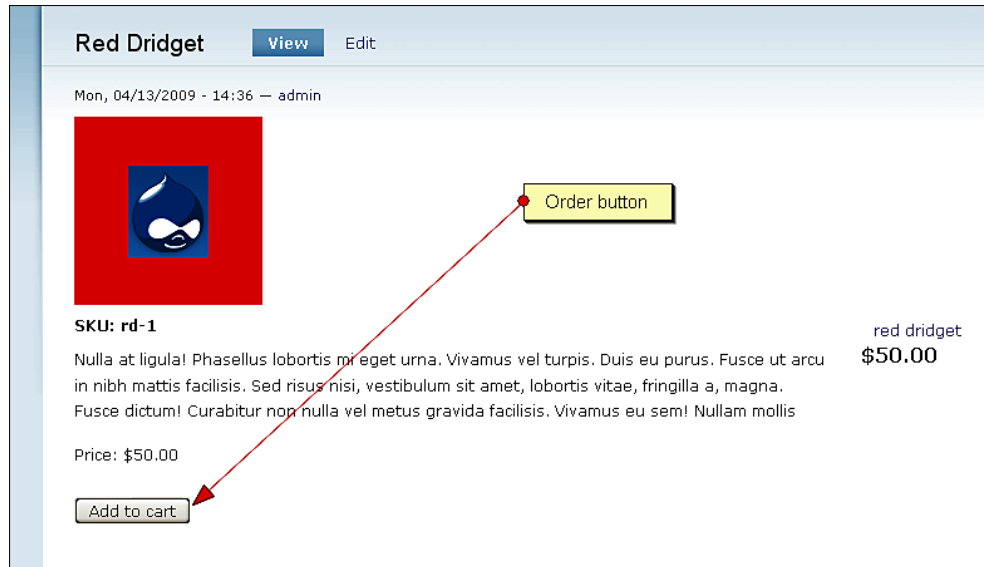 Red Dridget View Edit
Mon, 04/13/2009 - 14:36 — admin
Order button
SKU: rd-1
red dridget
$50.00
Nulla at ligula! Phasellus lobortis mi eget urna. Vivamus vel turpis. Duis eu purus. Fusce ut arcu
in nibh mattis facilisis. Sed risus nisi, vestibulum sit amet, lobortis vitae, fringilla a, magna.
Fusce dictum! Curabitur non nulla vel metus gravida facilisis. Vivamus eu sem! Nullam mollis
Price: $50.00
Add to cart